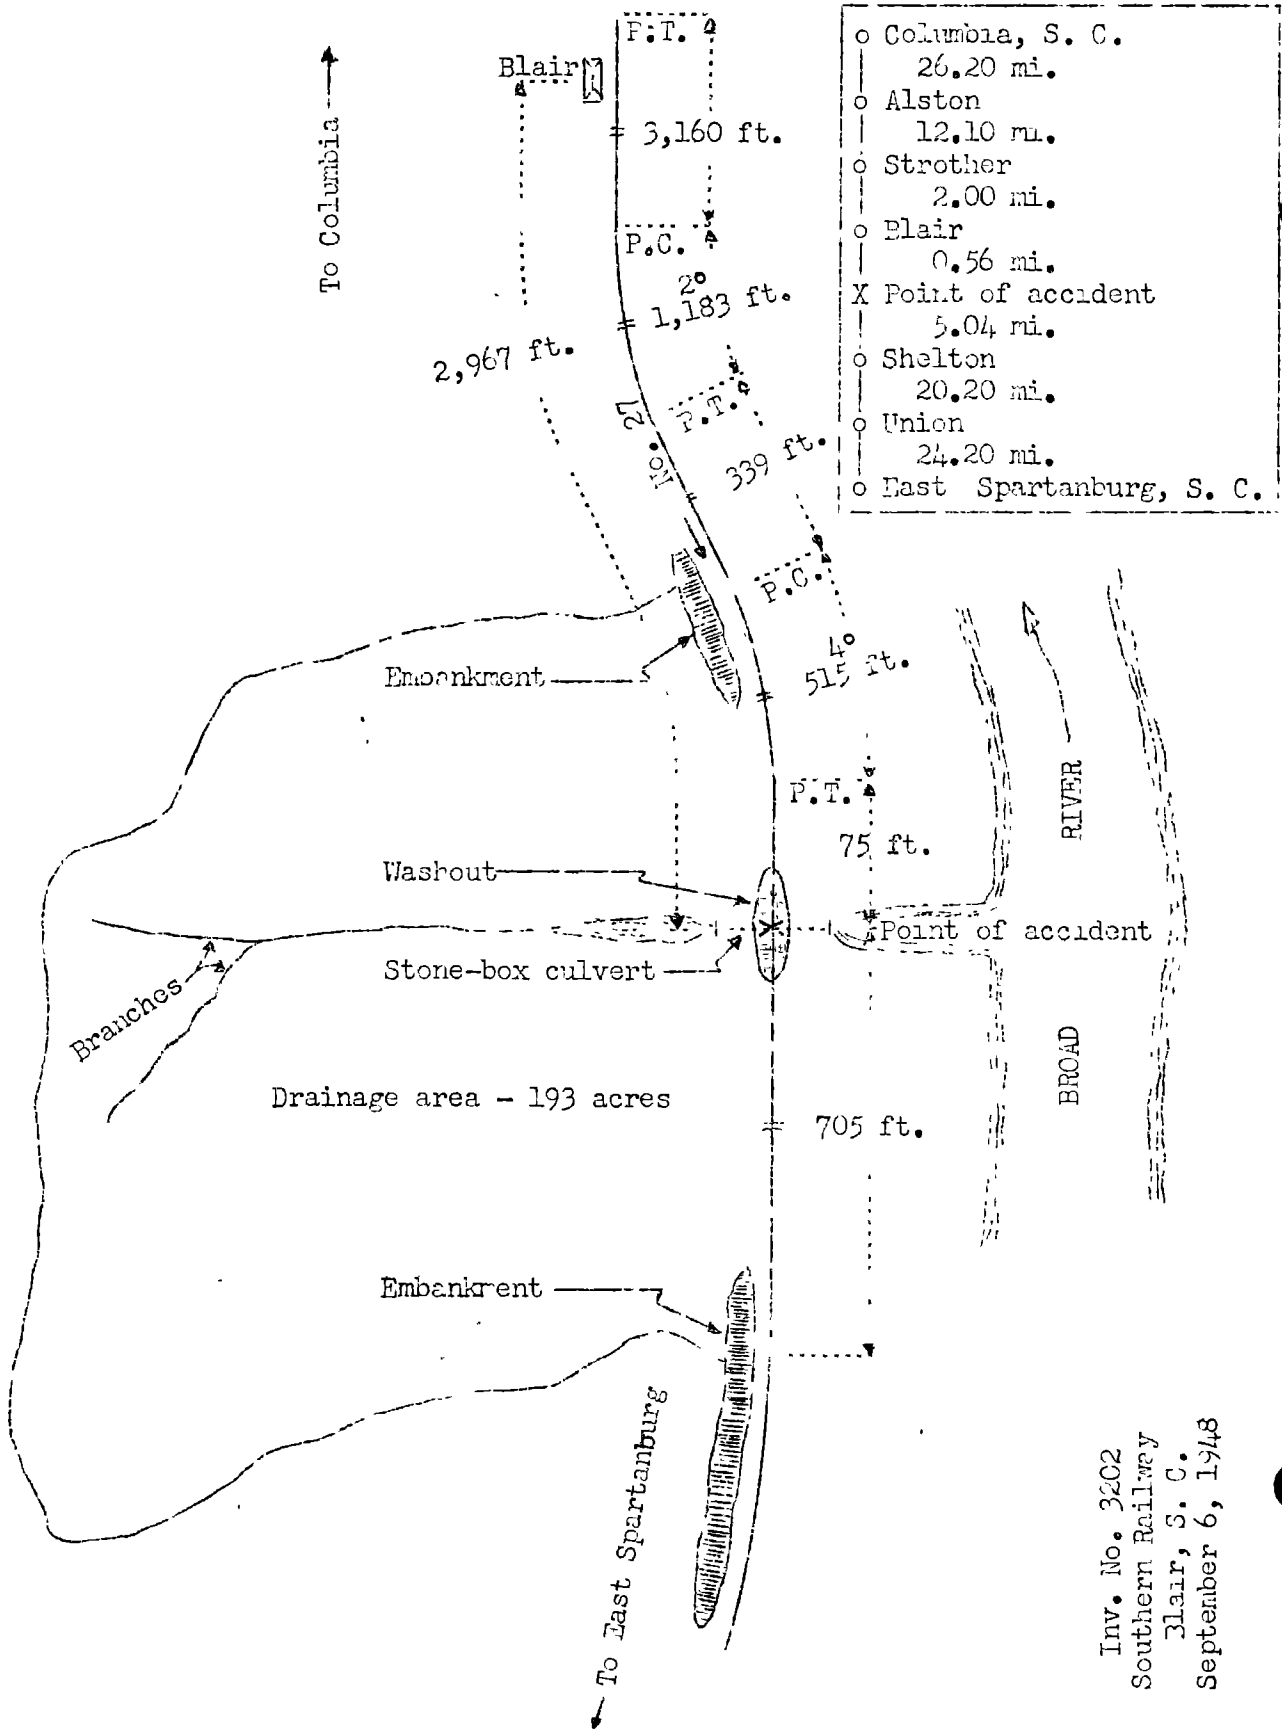 P.T.
Blair
3,160 ft.
To Columbia
P.C.
2°
1,183 ft.
2,967 ft.
No. 27
P.T.
339 ft.
P.C.
4°
515 ft.
Embankment
P.T.
75 ft.
Washout
Point of accident
Stone-box culvert
Branches
Drainage area - 193 acres
705 ft.
RIVER
BROAD
Embankment
To East Spartanburg
Columbia, S. C.
26.20 mi.
Alston
12.10 mi.
Strother
2.00 mi.
Blair
0.56 mi.
X Point of accident
5.04 mi.
Shelton
20.20 mi.
Union
24.20 mi.
East Spartanburg, S. C.
Inv. No. 3202
Southern Railway
Blair, S. C.
September 6, 1948